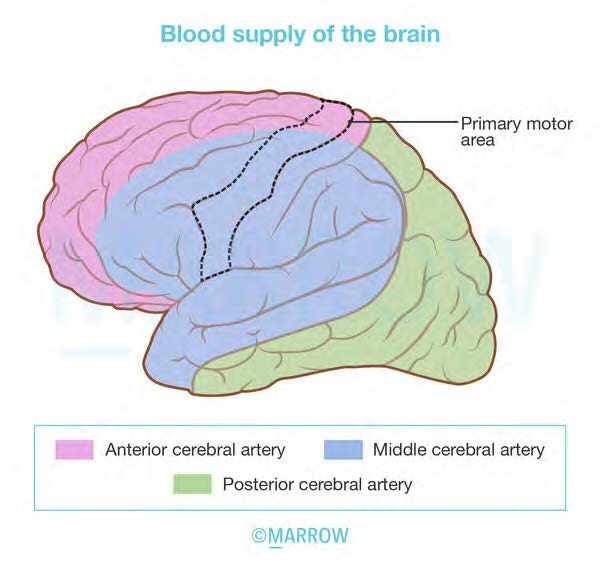 Blood supply of the brain
Primary motor
area
Anterior cerebral artery
Middle cerebral artery
Posterior cerebral artery
©MARROW